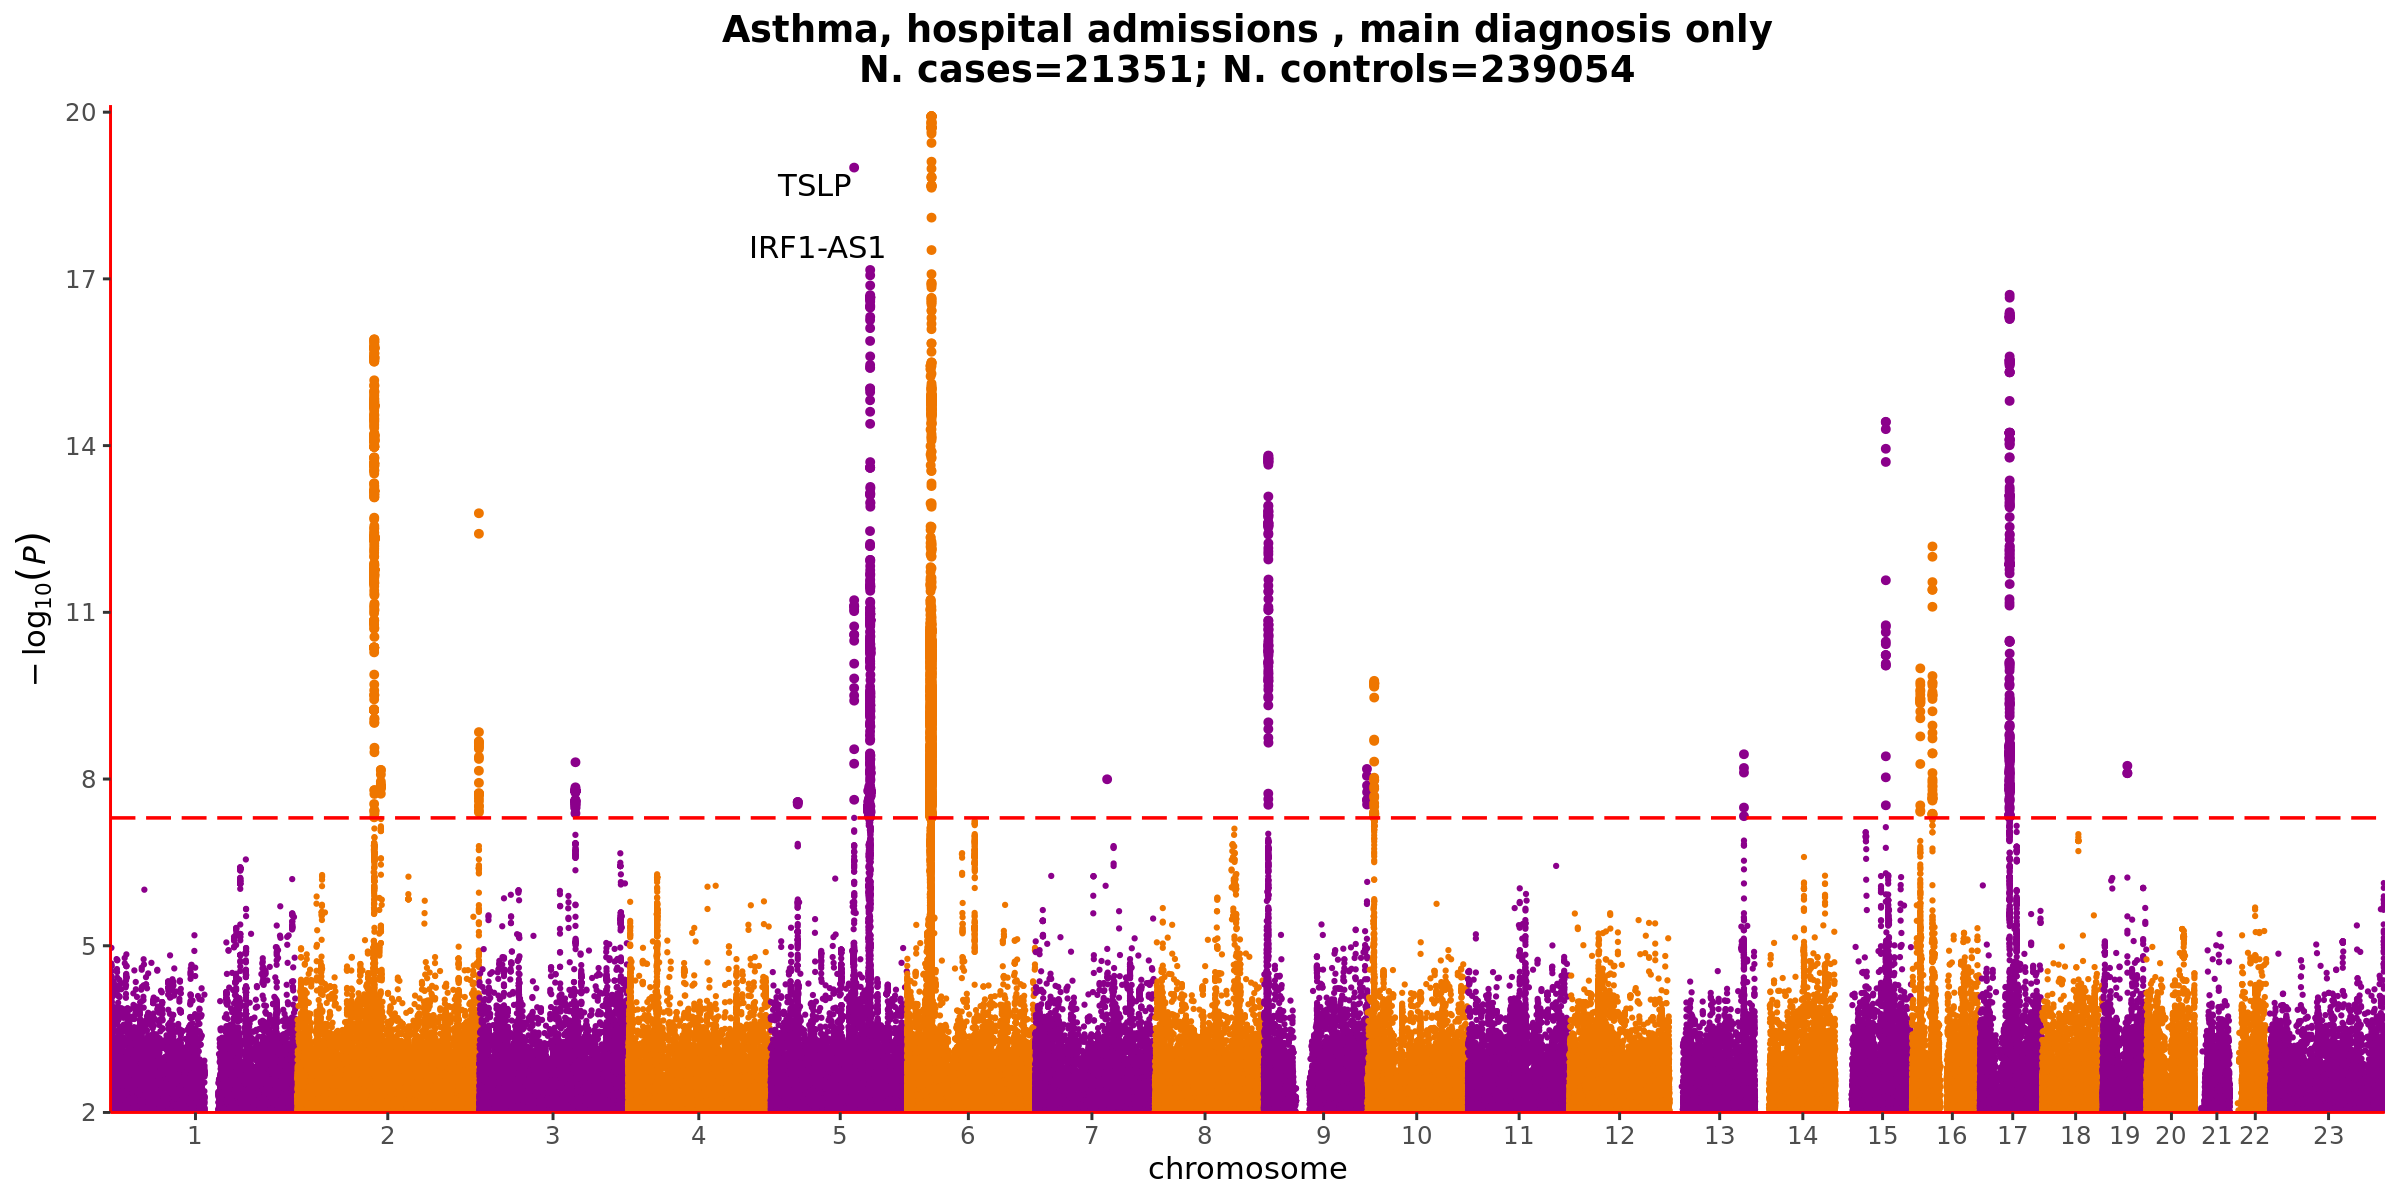 Asthma, hospital admissions , main diagnosis only
N. cases=21351; N. controls=239054
20
TSLP
IRF1-AS1
17
14
−log10(P)
11
8
5
2
1 2 3 4 5 6 7 8 9 10 11 12 13 14 15 16 17 18 19 20 21 22 23
chromosome